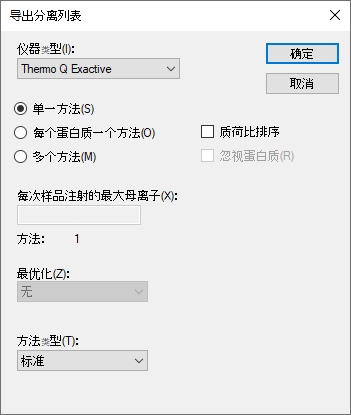 导出分离列表
仪器类型(I):
Thermo Q Exactive
确定
取消
单一方法(S)
每个蛋白质一个方法(O)
质荷比排序
多个方法(M)
忽视蛋白质(R)
每次样品注射的最大母离子(X):
方法: 1
最优化(Z):
无
方法类型(T):
标准